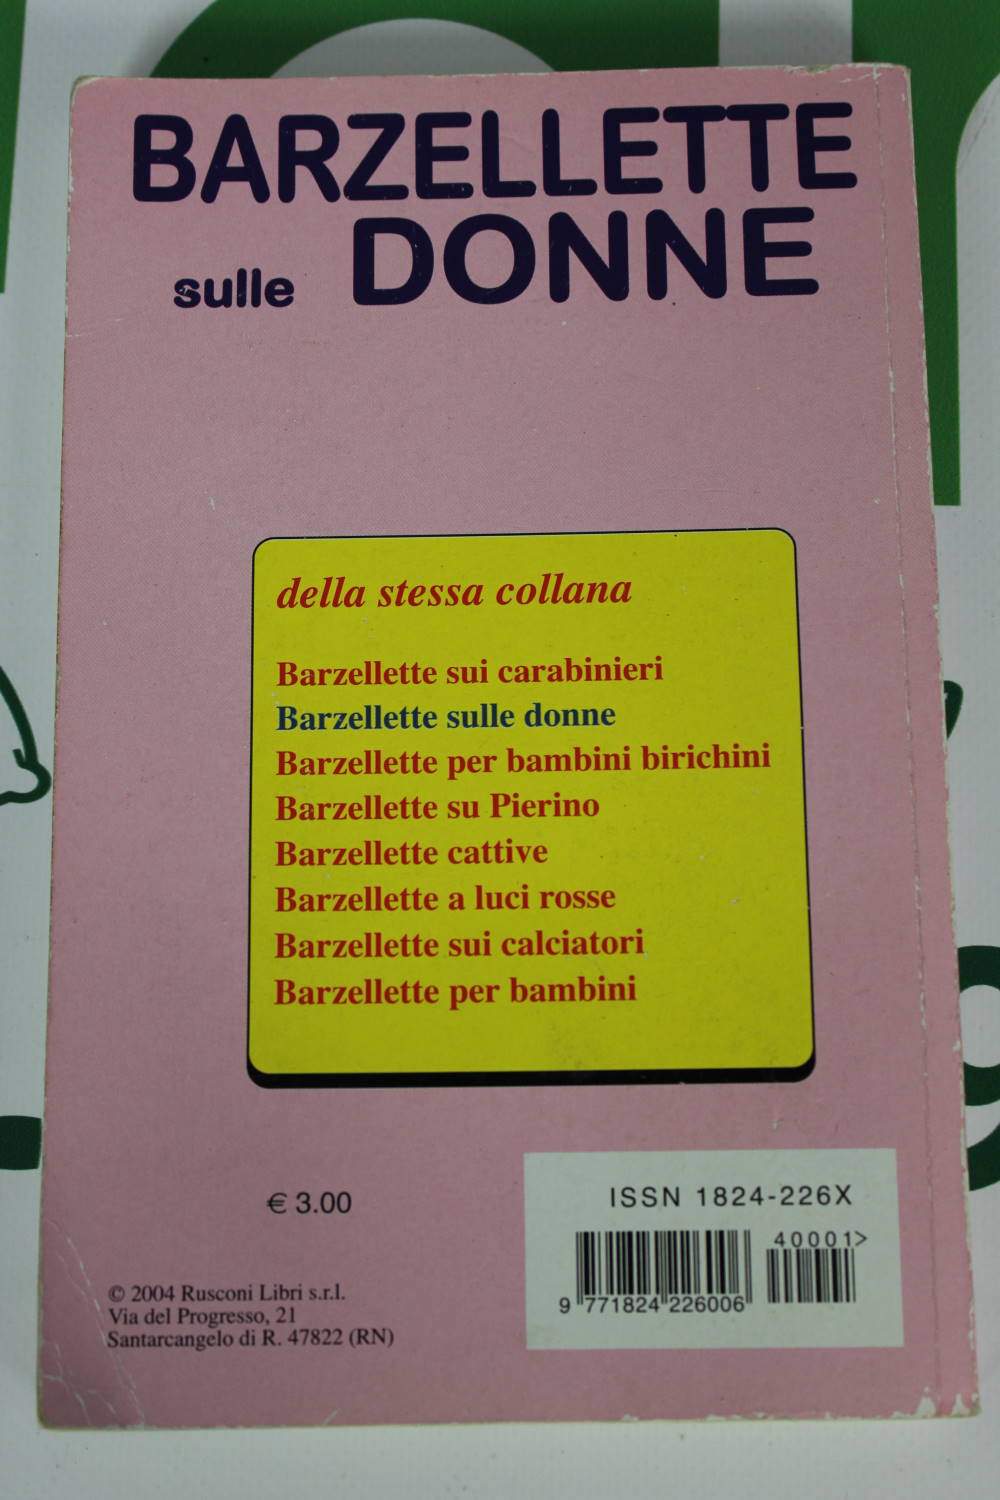 BARZELLETTE
sulle DONNE
della stessa collana
Barzellette sui carabinieri
Barzellette sulle donne
Barzellette per bambini birichini
Barzellette su Pierino
Barzellette cattive
Barzellette a luci rosse
Barzellette sui calciatori
Barzellette per bambini
€ 3.00
© 2004 Rusconi Libri s.r.l.
Via del Progresso, 21
Santarcangelo di R. 47822 (RN)
ISSN 1824-226X
40001>
9 771824 226006